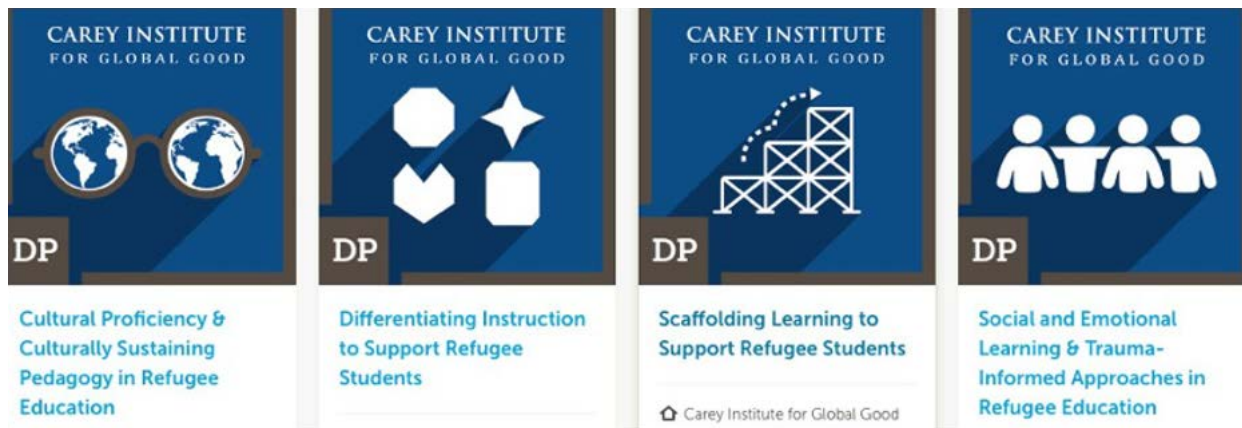 CAREY INSTITUTE
FOR GLOBAL GOOD
DP
Cultural Proficiency &
Culturally Sustaining
Pedagogy in Refugee
Education
CAREY INSTITUTE
FOR GLOBAL GOOD
DP
Differentiating Instruction
to Support Refugee
Students
CAREY INSTITUTE
FOR GLOBAL GOOD
DP
Scaffolding Learning to
Support Refugee Students
Carey Institute for Global Good
CAREY INSTITUTE
FOR GLOBAL GOOD
DP
Social and Emotional
Learning & Trauma-
Informed Approaches in
Refugee Education